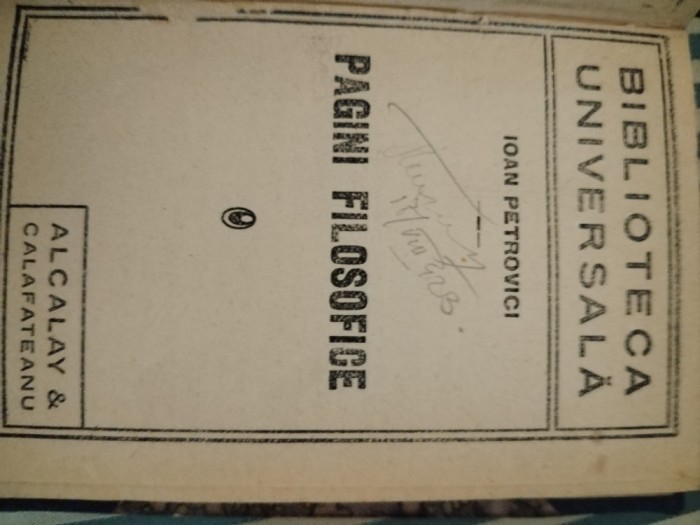 BIBLIOTECA
UNIVERSALĂ
IOAN PETROVICI
PAGINI FILOSOFICE
ALCALAY &
CALAFATEANU